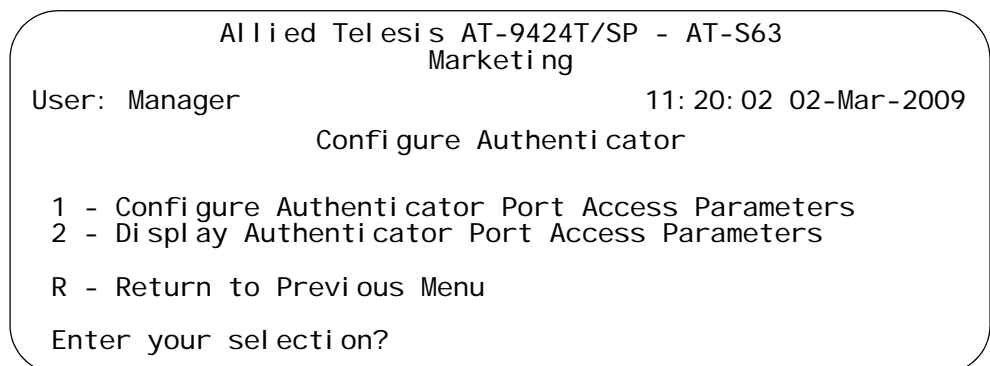 Allied Telesis AT-9424T/SP - AT-S63
Marketing
User: Manager 11:20:02 02-Mar-2009
Configure Authenticator
1 - Configure Authenticator Port Access Parameters
2 - Display Authenticator Port Access Parameters
R - Return to Previous Menu
Enter your selection?